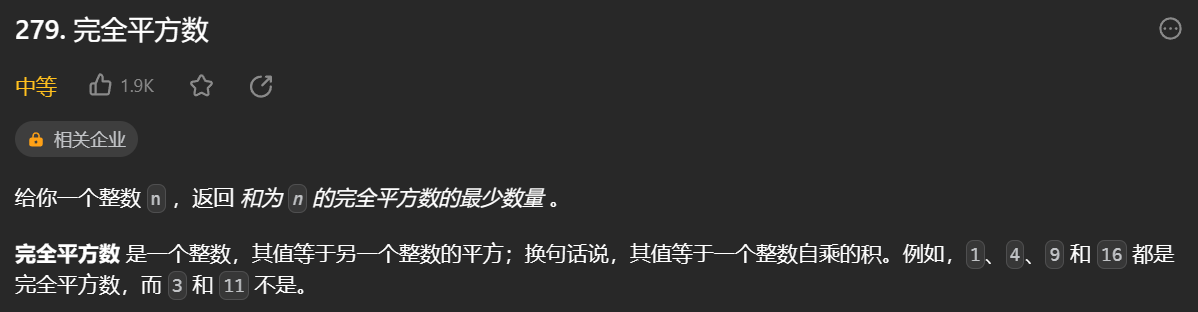 279. 完全平方数
中等
1.9K
相关企业
给你一个整数 n ，返回 和为 n 的完全平方数的最少数量 。
完全平方数 是一个整数，其值等于另一个整数的平方；换句话说，其值等于一个整数自乘的积。例如，1、4、9 和 16 都是
完全平方数，而 3 和 11 不是。